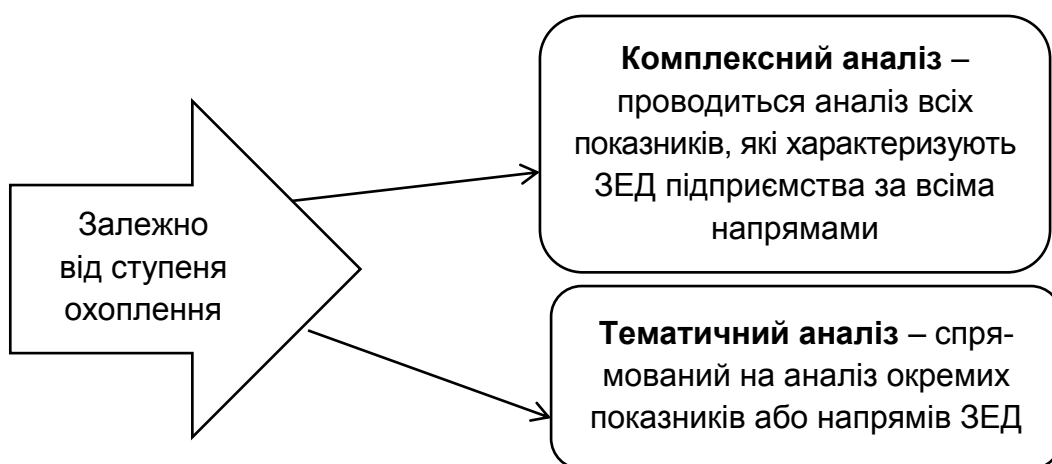 Комплексний аналіз –
проводиться аналіз всіх
показників, які характеризують
ЗЕД підприємства за всіма
напрямами
Залежно
від ступеня
охоплення
Тематичний аналіз – спря-
мований на аналіз окремих
показників або напрямів ЗЕД